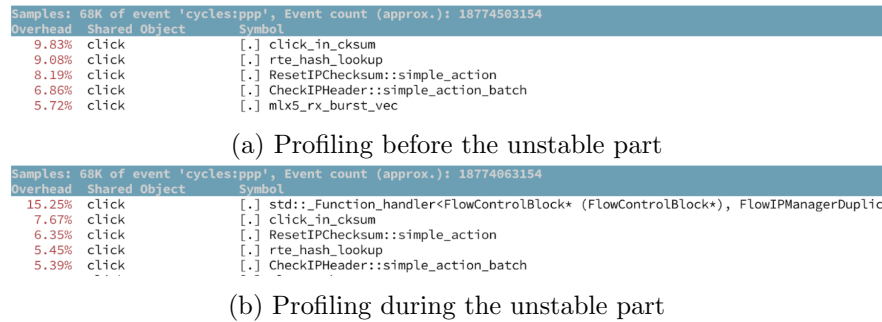 Samples: 68K of event 'cycles:ppp', Event count (approx.): 18774503154
Overhead Shared Object Symbol
9.83% click [.] click_in_cksum
9.08% click [.] rte_hash_lookup
8.19% click [.] ResetIPChecksum::simple_action
6.86% click [.] CheckIPHeader::simple_action_batch
5.72% click [.] mlx5_rx_burst_vec
(a) Profiling before the unstable part
Samples: 68K of event 'cycles:ppp', Event count (approx.): 18774063154
Overhead Shared Object Symbol
15.25% click [.] std::_Function_handler<FlowControlBlock* (FlowControlBlock*), FlowIPManagerDuplic
7.67% click [.] click_in_cksum
6.35% click [.] ResetIPChecksum::simple_action
5.45% click [.] rte_hash_lookup
5.39% click [.] CheckIPHeader::simple_action_batch
(b) Profiling during the unstable part